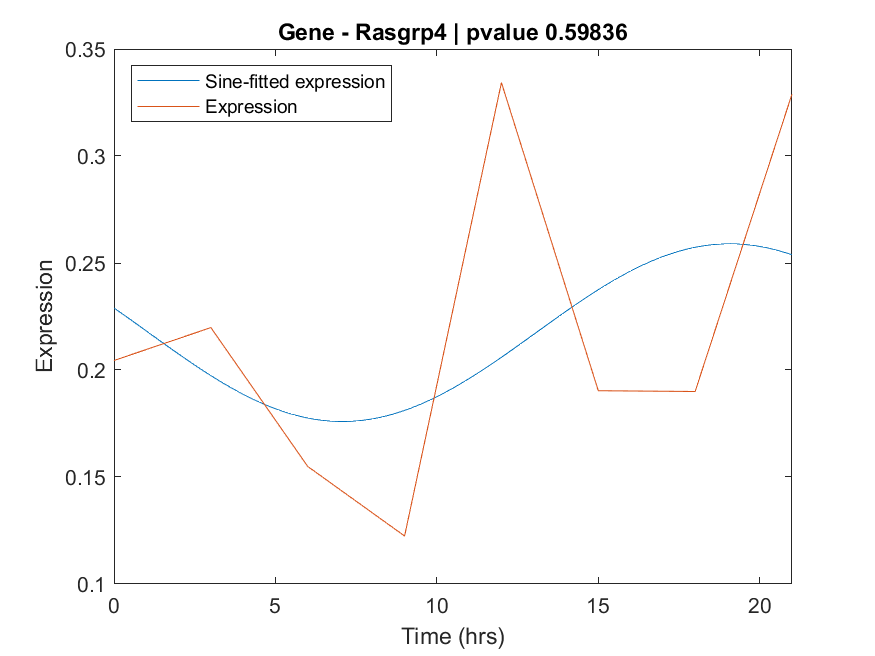 Gene - Rasgrp4 | pvalue 0.59836
Sine-fitted expression
Expression
0.35
0.3
0.25
0.2
0.15
0.1
Expression
0 5 10 15 20
Time (hrs)